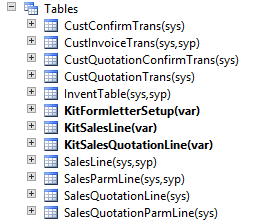 Tables
CustConfirmTrans(sys)
CustInvoiceTrans(sys,syp)
CustQuotationConfirmTrans(sys)
CustQuotationTrans(sys)
InventTable(sys,syp)
KitFormletterSetup(var)
KitSalesLine(var)
KitSalesQuotationLine(var)
SalesLine(sys,syp)
SalesParmLine(sys,syp)
SalesQuotationLine(sys)
SalesQuotationParmLine(sys)